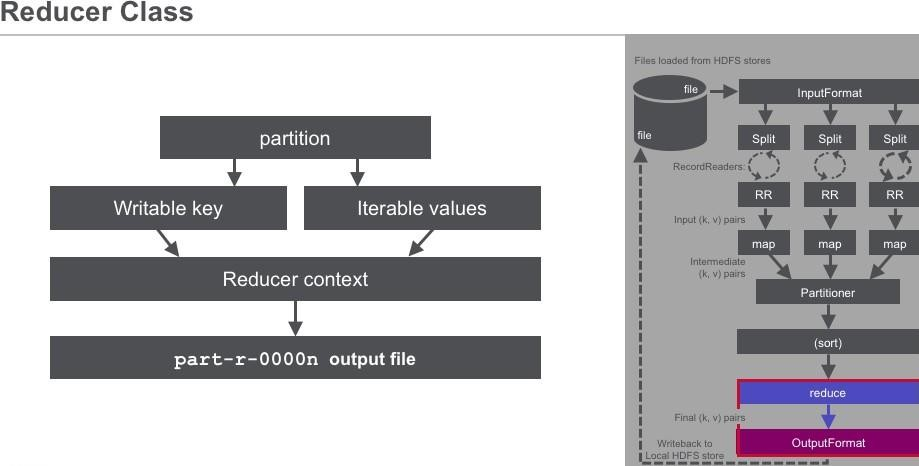 Reducer Class
partition
Writable key
Iterable values
Reducer context
part-r-0000n output file
Files loaded from HDFS stores
file
file
InputFormat
Split Split Split
RecordReaders:
RR RR RR
Input (k, v) pairs
map map map
Intermediate
(k, v) pairs
Partitioner
(sort)
reduce
Final (k, v) pairs
OutputFormat
Writeback to
Local HDFS store